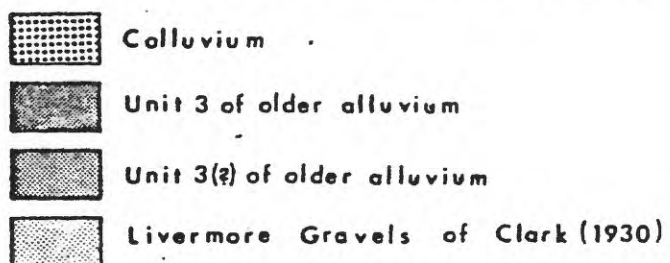 Colluvium
Unit 3 of older alluvium
Unit 3(?) of older alluvium
Livermore Gravels of Clark (1930)